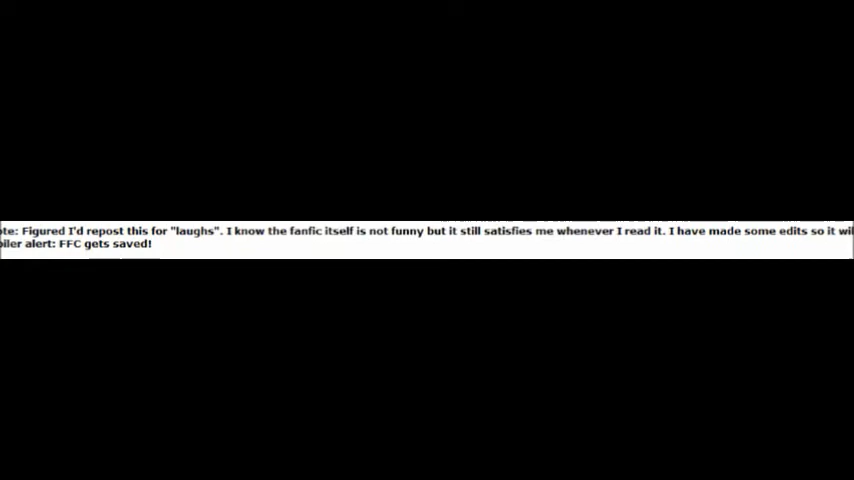 te: Figured I'd repost this for "laughs". I know the fanfic itself is not funny but it still satisfies me whenever I read it. I have made some edits so it wil
iler alert: FFC gets saved!